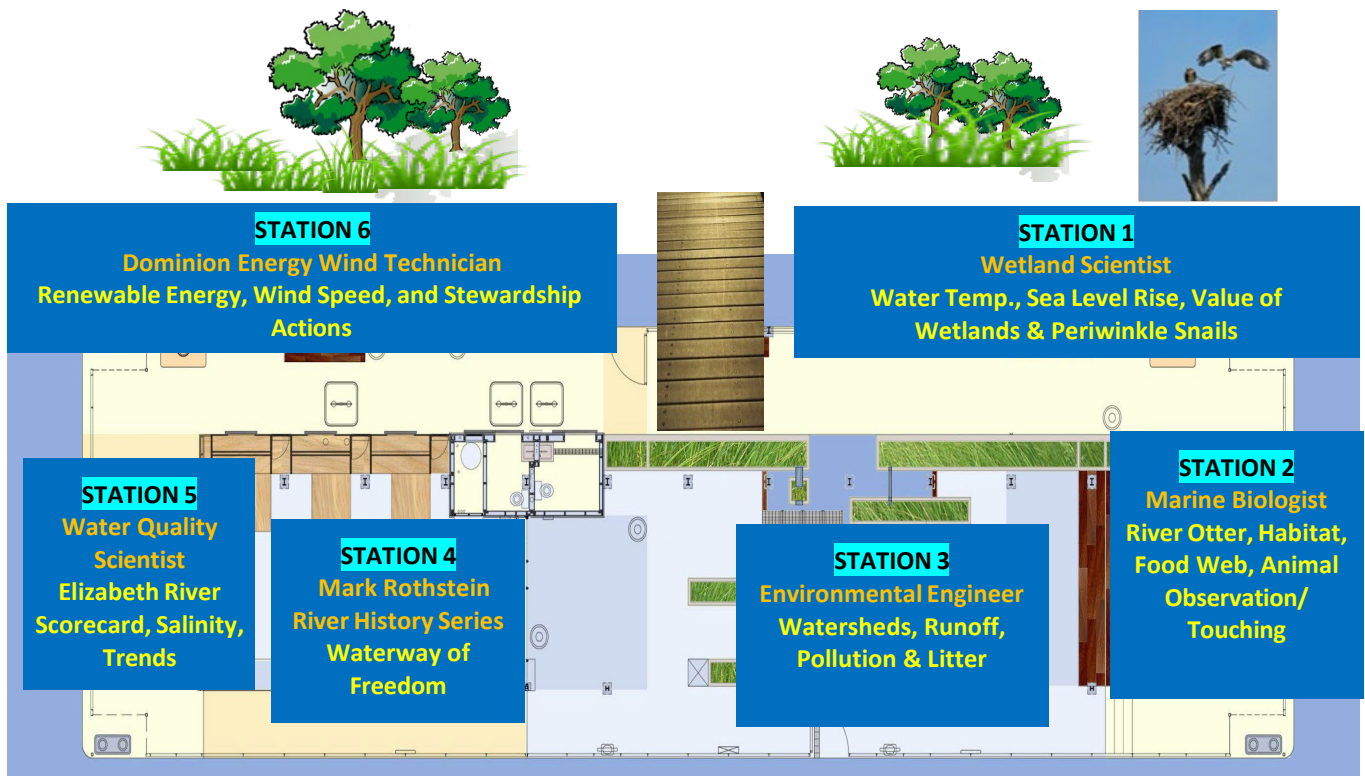 STATION 6
Dominion Energy Wind Technician
Renewable Energy, Wind Speed, and Stewardship
Actions
STATION 1
Wetland Scientist
Water Temp., Sea Level Rise, Value of
Wetlands & Periwinkle Snails
STATION 5
Water Quality
Scientist
Elizabeth River
Scorecard, Salinity,
Trends
STATION 4
Mark Rothstein
River History Series
Waterway of
Freedom
STATION 3
Environmental Engineer
Watersheds, Runoff,
Pollution & Litter
STATION 2
Marine Biologist
River Otter, Habitat,
Food Web, Animal
Observation/
Touching